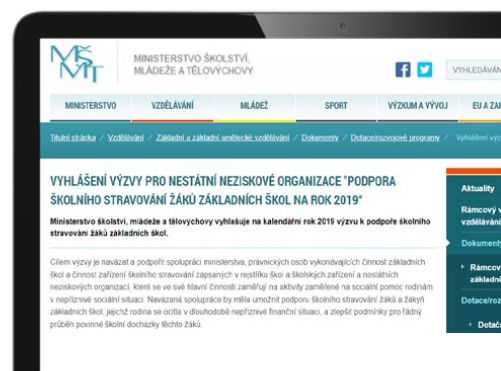 MŠMT
MINISTERSTVO ŠKOLSTVÍ,
MLÁDEŽE A TĚLOVÝCHOVY
MINISTERSTVO VZDĚLÁVÁNÍ MLÁDEŽ SPORT VÝZKUM A VÝVOJ EU A ZAH
Titulní stránka / Vzdělávání / Základní a základní umělecké vzdělávání / Dokumenty / Dotace/rozvojové programy / Vyhlášení výz
VYHLÁŠENÍ VÝZVY PRO NESTÁTNÍ NEZISKOVÉ ORGANIZACE "PODPORA
ŠKOLNÍHO STRAVOVÁNÍ ŽÁKŮ ZÁKLADNÍCH ŠKOL NA ROK 2019"
Ministerstvo školství, mládeže a tělovýchovy vyhlašuje na kalendářní rok 2019 výzvu k podpoře školního
stravování žáků základních škol.
Cílem výzvy je navázat a podpořit spolupráci ministerstva, právnických osob vykonávajících činnost základních
škol a činnost zařízení školního stravování zapsaných v rejstříku škol a školských zařízení a nestátních
neziskových organizací, které se ve své hlavní činnosti zaměřují na aktivity zaměřené na sociální pomoc rodinám
v nepříznivé sociální situaci. Navázaná spolupráce by měla umožnit podporu školního stravování žáků a žákyň
základních škol, jejichž rodina se ocitla v dlouhodobě nepříznivé finanční situaci, a zlepšit podmínky pro řádný
průběh povinné školní docházky těchto žáků.
VYHLEDÁVÁN
Aktuality
Rámcový v
vzdělávání
Dokumenty
Rámcov
základní
Dotace/roz
Dotač